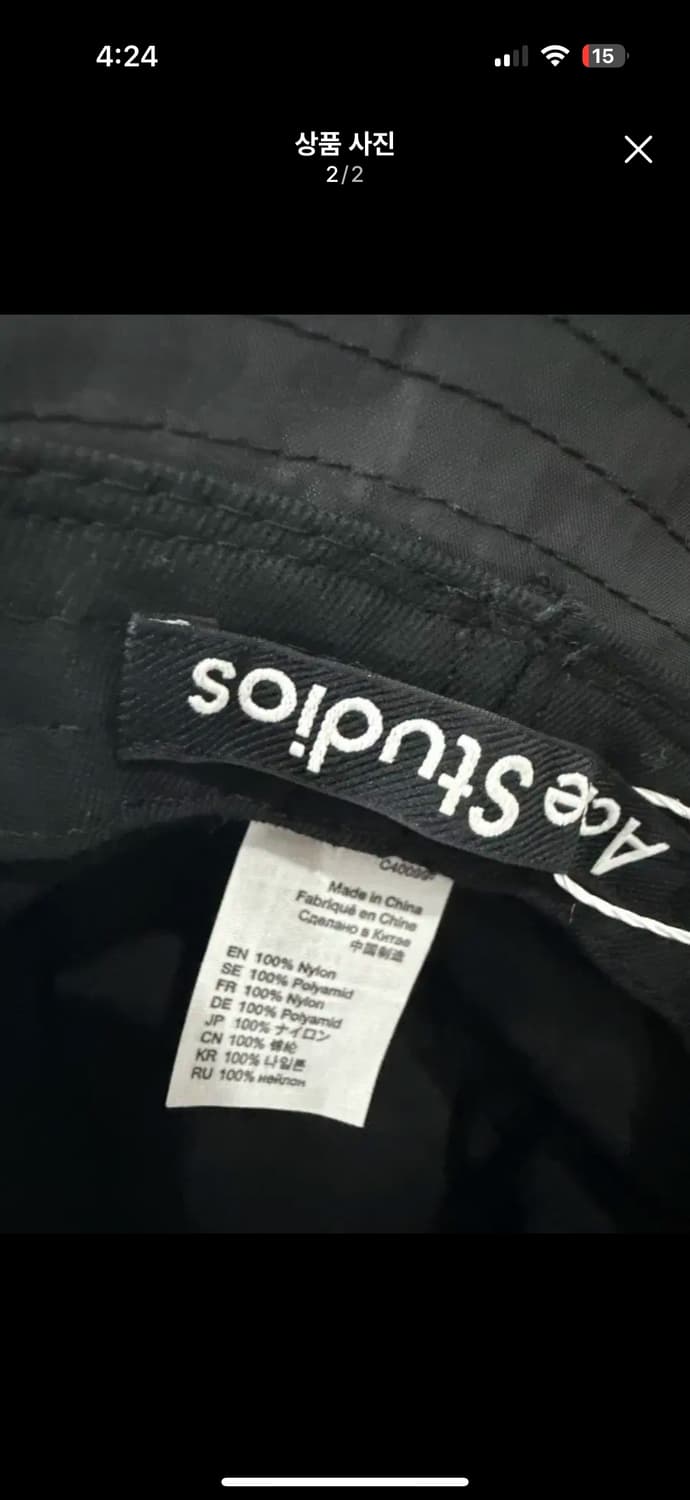 4:24
15
상품 사진
2/2
Ace Studios
Made in China
Fabriqué en Chine
Сделано в Китае
中国制造
EN 100% Nylon
SE 100% Polyamid
FR 100% Nylon
DE 100% Polyamid
JP 100% ナイロン
CN 100% 锦纶
KR 100% 나일론
RU 100% нейлон